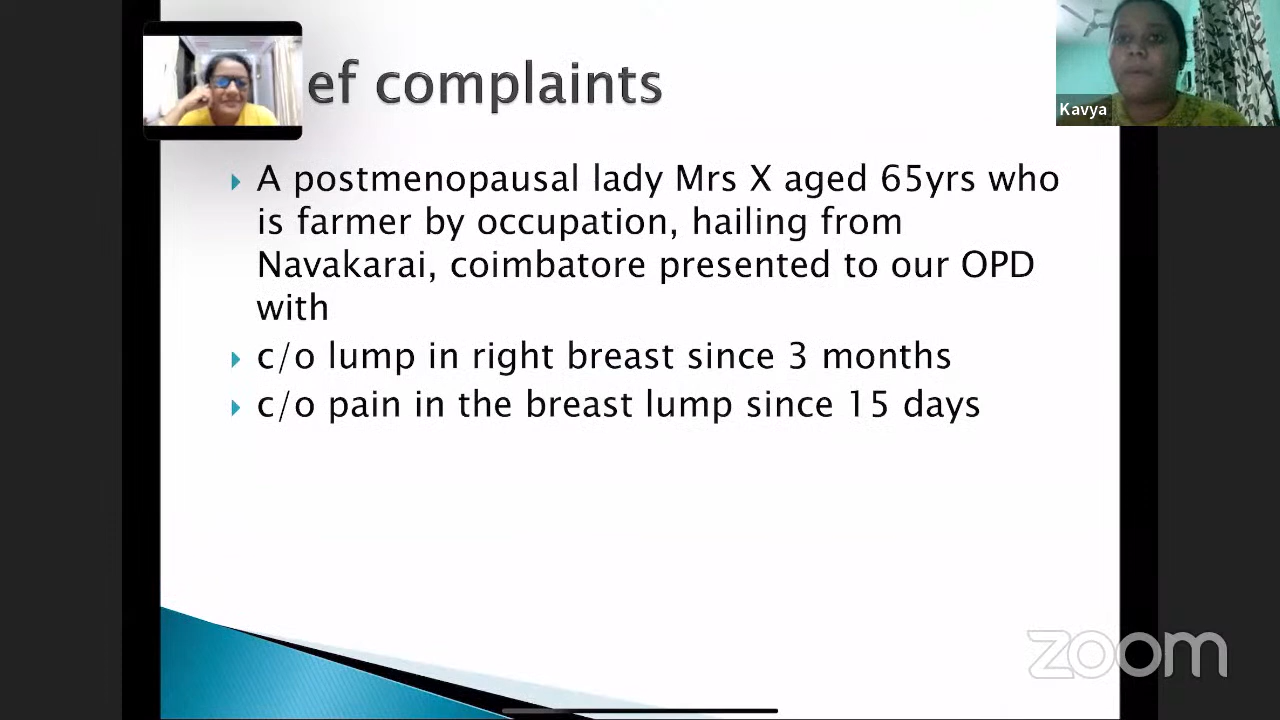 ef complaints
Kavya
A postmenopausal lady Mrs X aged 65yrs who
is farmer by occupation, hailing from
Navakarai, coimbatore presented to our OPD
with
c/o lump in right breast since 3 months
c/o pain in the breast lump since 15 days
zoom